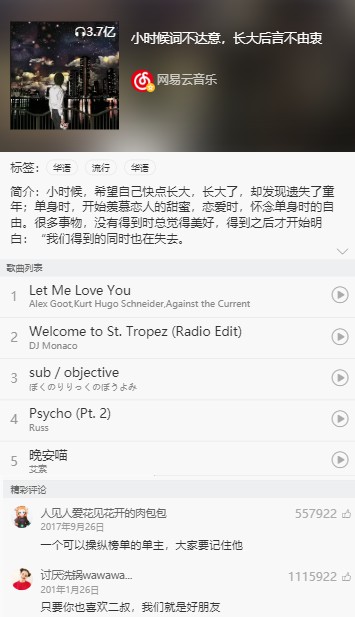 3.7亿
小时候词不达意，长大后言不由衷
网易云音乐
标签：
华语
流行
华语
简介：小时候，希望自己快点长大，长大了，却发现遗失了童
年；单身时，开始羡慕恋人的甜蜜，恋爱时，怀念单身时的自
由。很多事物，没有得到时总觉得美好，得到之后才开始明
白：“我们得到的同时也在失去。
歌曲列表
1
Let Me Love You
Alex Goot,Kurt Hugo Schneider,Against the Current
2
Welcome to St. Tropez (Radio Edit)
DJ Monaco
3
sub / objective
ぼくのりりっくのぼうよみ
4
Psycho (Pt. 2)
Russ
5
晚安喵
艾索
精彩评论
人见人爱花见花开的肉包包
557922
2017年9月26日
一个可以操纵榜单的单主，大家要记住他
讨厌洗锅wawawa...
1115922
201年1月26日
只要你也喜欢二叔，我们就是好朋友